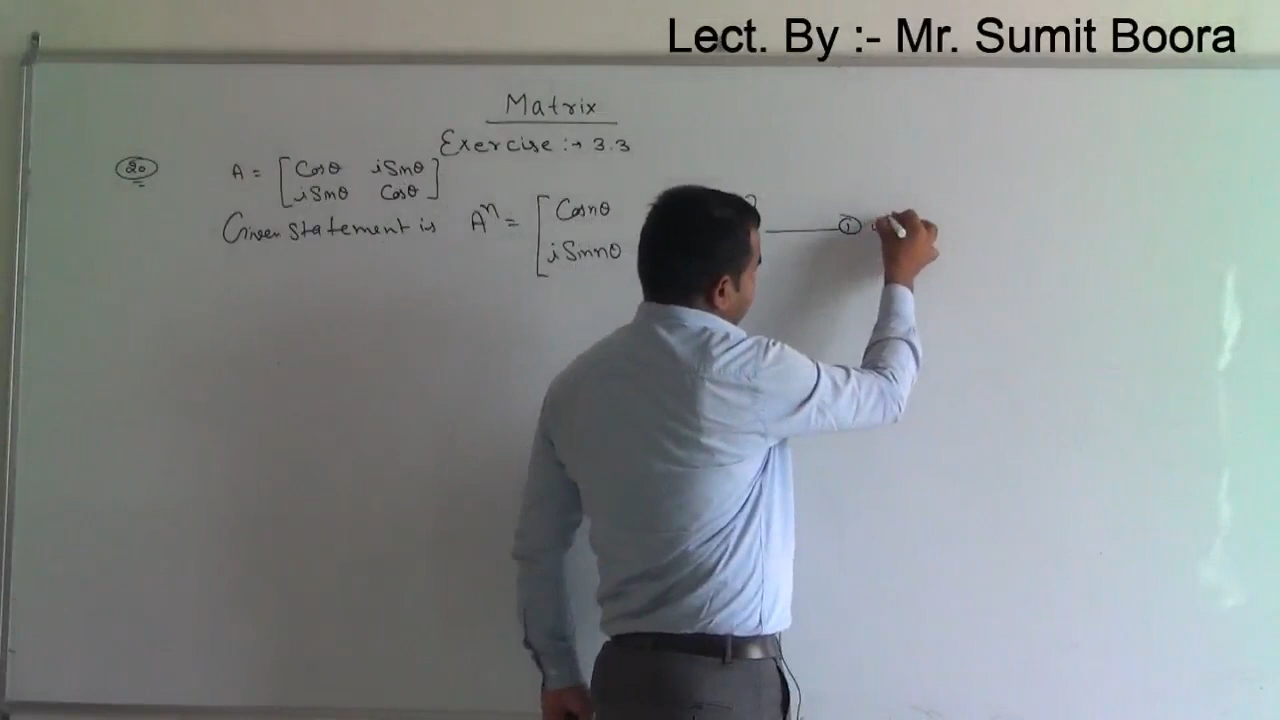 Lect. By :- Mr. Sumit Boora
Matrix
Exercise :→ 3.3
(20) A = [ Cosθ iSinθ
iSinθ Cosθ ]
Given statement is Aⁿ = [ Cosnθ ] —— (1)
iSinnθ